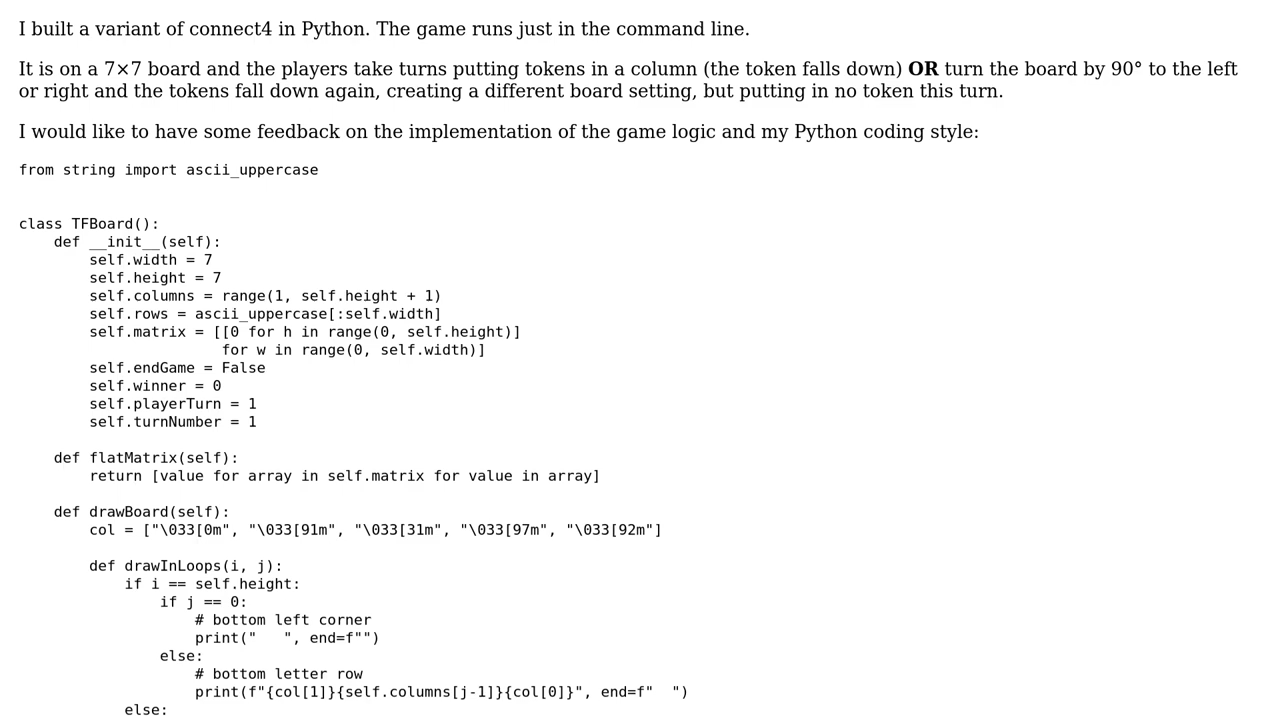 I built a variant of connect4 in Python. The game runs just in the command line.
It is on a 7×7 board and the players take turns putting tokens in a column (the token falls down) OR turn the board by 90° to the left
or right and the tokens fall down again, creating a different board setting, but putting in no token this turn.
I would like to have some feedback on the implementation of the game logic and my Python coding style:
from string import ascii_uppercase
class TFBoard():
    def __init__(self):
        self.width = 7
        self.height = 7
        self.columns = range(1, self.height + 1)
        self.rows = ascii_uppercase[:self.width]
        self.matrix = [[0 for h in range(0, self.height)]
                       for w in range(0, self.width)]
        self.endGame = False
        self.winner = 0
        self.playerTurn = 1
        self.turnNumber = 1
    def flatMatrix(self):
        return [value for array in self.matrix for value in array]
    def drawBoard(self):
        col = ["\033[0m", "\033[91m", "\033[31m", "\033[97m", "\033[92m"]
        def drawInLoops(i, j):
            if i == self.height:
                if j == 0:
                    # bottom left corner
                    print("   ", end=f"")
                else:
                    # bottom letter row
                    print(f"{col[1]}{self.columns[j-1]}{col[0]}", end=f"  ")
            else: